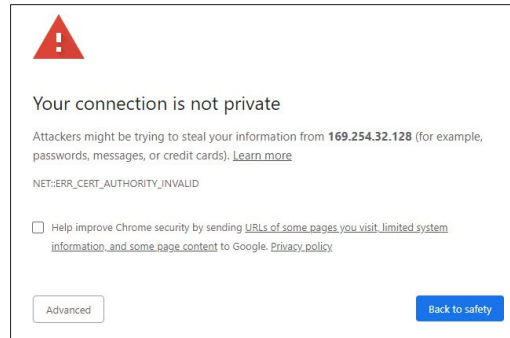 Your connection is not private
Attackers might be trying to steal your information from 169.254.32.128 (for example,
passwords, messages, or credit cards). Learn more
NET::ERR_CERT_AUTHORITY_INVALID
Help improve Chrome security by sending URLs of some pages you visit, limited system
information, and some page content to Google. Privacy policy
Advanced
Back to safety